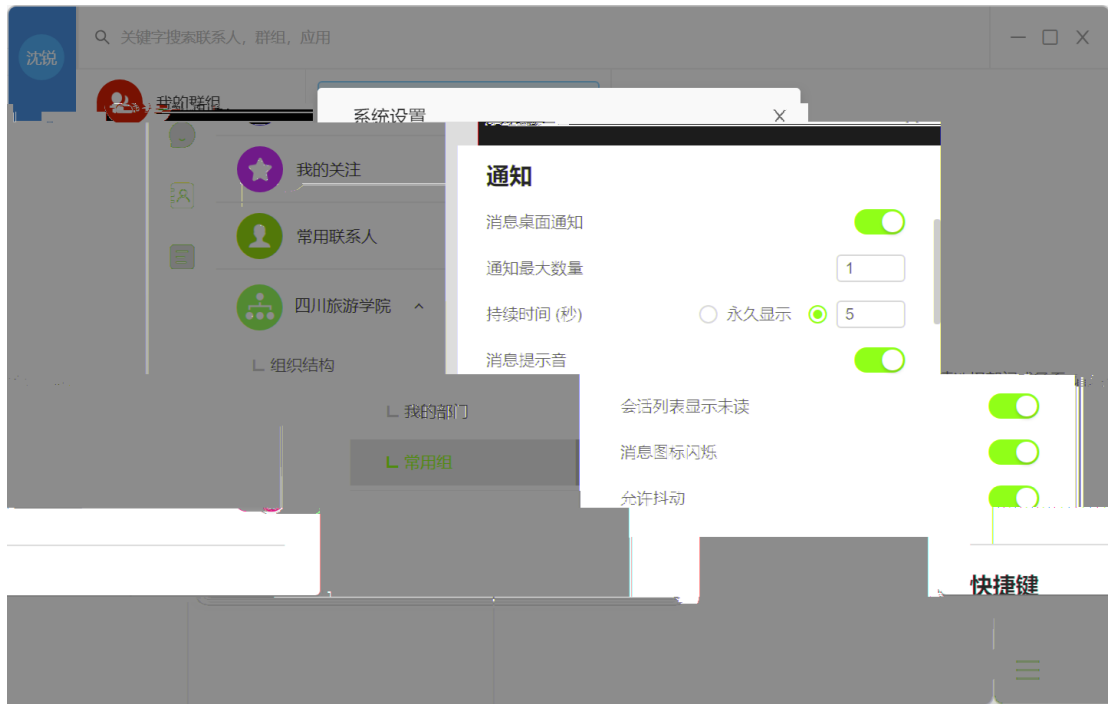 关键字搜索联系人，群组，应用
沈锐
我的群组
系统设置
通知
我的关注
消息桌面通知
常用联系人
通知最大数量
1
四川旅游学院
持续时间 (秒)
永久显示
5
组织结构
消息提示音
我的部门
会话列表显示未读
常用组
消息图标闪烁
允许抖动
快捷键